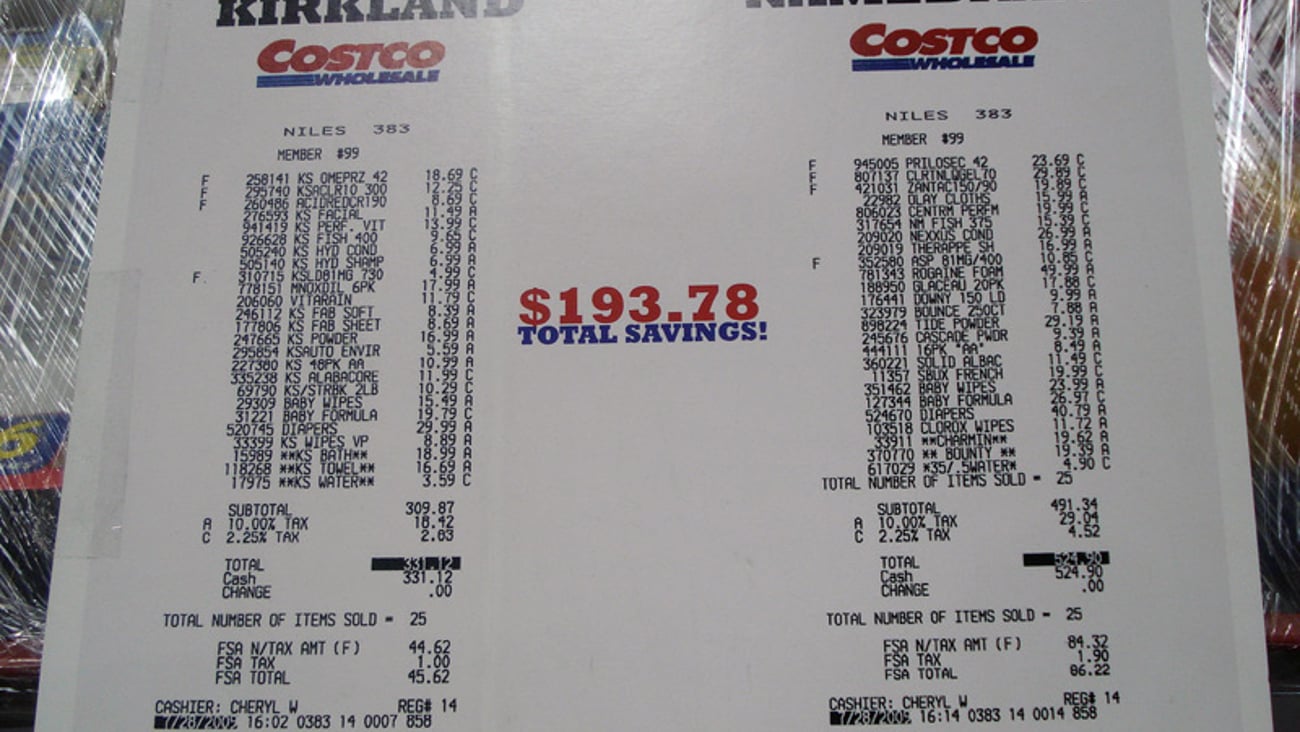 KIRKLAND
COSTCO
WHOLESALE
NILES 383
MEMBER #99
F 258141 KS OMEPRZ 42 18.69 C
F 295740 KSACLR10 300 12.25 C
F 260486 ACIDREDCR190 8.69 C
276593 KS FACIAL 11.49 A
941419 KS PERF. VIT 13.99 C
926628 KS FISH 400 9.65 C
505240 KS HYD COND 6.99 A
505140 KS HYD SHAMP 6.99 A
F 310715 KSLD81MG 730 4.99 C
778151 MNOXDIL 6PK 17.99 A
206060 VITARAIN 11.79 C
246112 KS FAB SOFT 8.39 A
177806 KS FAB SHEET 8.69 A
247665 KS POWDER 16.99 A
295854 KSAUTO ENVIR 5.59 A
227380 KS 48PK AA 10.99 A
335238 KS ALABACORE 11.99 C
69790 KS/STRBK 2LB 10.29 C
29309 BABY WIPES 15.49 A
31221 BABY FORMULA 19.79 C
520745 DIAPERS 29.99 A
33399 KS WIPES VP 8.89 A
15989 **KS BATH** 18.99 A
118268 **KS TOWEL** 16.69 A
17975 **KS WATER** 3.59 C
SUBTOTAL 309.87
A 10.00% TAX 18.42
C 2.25% TAX 2.83
TOTAL 331.12
Cash 331.12
CHANGE .00
TOTAL NUMBER OF ITEMS SOLD = 25
FSA N/TAX AMT (F) 44.62
FSA TAX 1.00
FSA TOTAL 45.62
CASHIER: CHERYL W REG# 14
7/28/2009 16:02 0383 14 0007 858
$193.78
TOTAL SAVINGS!
COSTCO
WHOLESALE
NILES 383
MEMBER #99
F 945005 PRILOSEC 42 23.69 C
F 807137 CLRTNLQGEL70 29.89 C
F 421031 ZANTAC150/90 19.89 C
22982 OLAY CLOTHS 15.99 A
806023 CENTRM PERFM 19.99 C
317654 NM FISH 375 15.39 C
209020 NEXXUS COND 26.99 A
209019 THERAPPE SH 16.99 A
F 352580 ASP 81MG/400 10.85 C
781343 ROGAINE FOAM 49.99 A
188950 GLACEAU 20PK 17.88 C
176441 DOWNY 150 LD 9.99 A
323979 BOUNCE 250CT 7.88 A
898224 TIDE POWDER 29.19 A
245676 CASCADE PWDR 9.39 A
444111 16PK "AA" 8.49 A
360221 SOLID ALBAC 11.49 C
11357 SBUX FRENCH 19.99 C
351462 BABY WIPES 23.99 A
127344 BABY FORMULA 26.97 C
524670 DIAPERS 40.79 A
103518 CLOROX WIPES 11.72 A
33911 **CHARMIN** 19.62 A
370770 ** BOUNTY ** 19.39 A
617029 *35/.5WATER* 4.90 C
TOTAL NUMBER OF ITEMS SOLD = 25
SUBTOTAL 491.34
A 10.00% TAX 29.04
C 2.25% TAX 4.52
TOTAL 524.90
Cash 524.90
CHANGE .00
TOTAL NUMBER OF ITEMS SOLD = 25
FSA N/TAX AMT (F) 84.32
FSA TAX 1.90
FSA TOTAL 86.22
CASHIER: CHERYL W REG# 14
7/28/2009 16:14 0383 14 0014 858